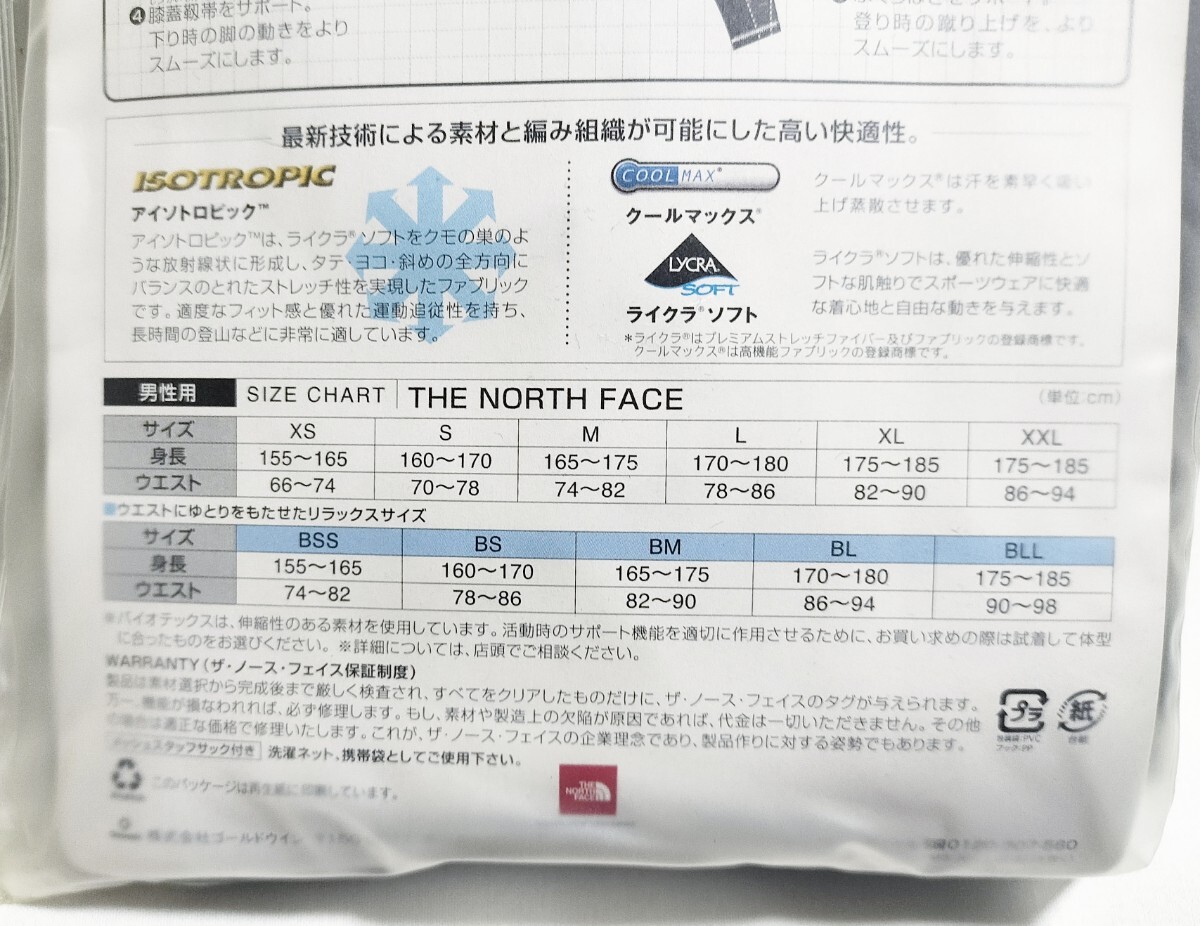 ❹膝蓋靱帯をサポート。
下り時の脚の動きをより
スムーズにします。
登り時の蹴り上げを、より
スムーズにします。
最新技術による素材と編み組織が可能にした高い快適性。
ISOTROPIC
アイソトロピック™
アイソトロピック™は、ライクラ®ソフトをクモの巣のよ
うな放射線状に形成し、タテ・ヨコ・斜めの全方向に
バランスのとれたストレッチ性を実現したファブリック
です。適度なフィット感と優れた運動追従性を持ち、
長時間の登山などに非常に適しています。
COOLMAX®
クールマックス®
クールマックス®は汗を素早く吸い
上げ蒸散させます。
LYCRA
SOFT
ライクラ®ソフト
ライクラ®ソフトは、優れた伸縮性とソ
フトな肌触りでスポーツウェアに快適
な着心地と自由な動きを与えます。
*ライクラ®はプレミアムストレッチファイバー及びファブリックの登録商標です。
クールマックス®は高機能ファブリックの登録商標です。
男性用 SIZE CHART THE NORTH FACE (単位:cm)
サイズ XS S M L XL XXL
身長 155〜165 160〜170 165〜175 170〜180 175〜185 175〜185
ウエスト 66〜74 70〜78 74〜82 78〜86 82〜90 86〜94
■ウエストにゆとりをもたせたリラックスサイズ
サイズ BSS BS BM BL BLL
身長 155〜165 160〜170 165〜175 170〜180 175〜185
ウエスト 74〜82 78〜86 82〜90 86〜94 90〜98
※バイオテックスは、伸縮性のある素材を使用しています。活動時のサポート機能を適切に作用させるために、お買い求めの際は試着して体型
に合ったものをお選びください。※詳細については、店頭でご相談ください。
WARRANTY(ザ・ノース・フェイス保証制度)
製品は素材選択から完成後まで厳しく検査され、すべてをクリアしたものだけに、ザ・ノース・フェイスのタグが与えられます。
万一、機能が損なわれれば、必ず修理します。もし、素材や製造上の欠陥が原因であれば、代金は一切いただきません。その他
の場合は適正な価格で修理いたします。これが、ザ・ノース・フェイスの企業理念であり、製品作りに対する姿勢でもあります。
メッシュスタッフサック付き 洗濯ネット、携帯袋としてご使用下さい。
プラ
紙
フック:PP
このパッケージは再生紙に印刷しています。
THE
NORTH
FACE
株式会社ゴールドウイン